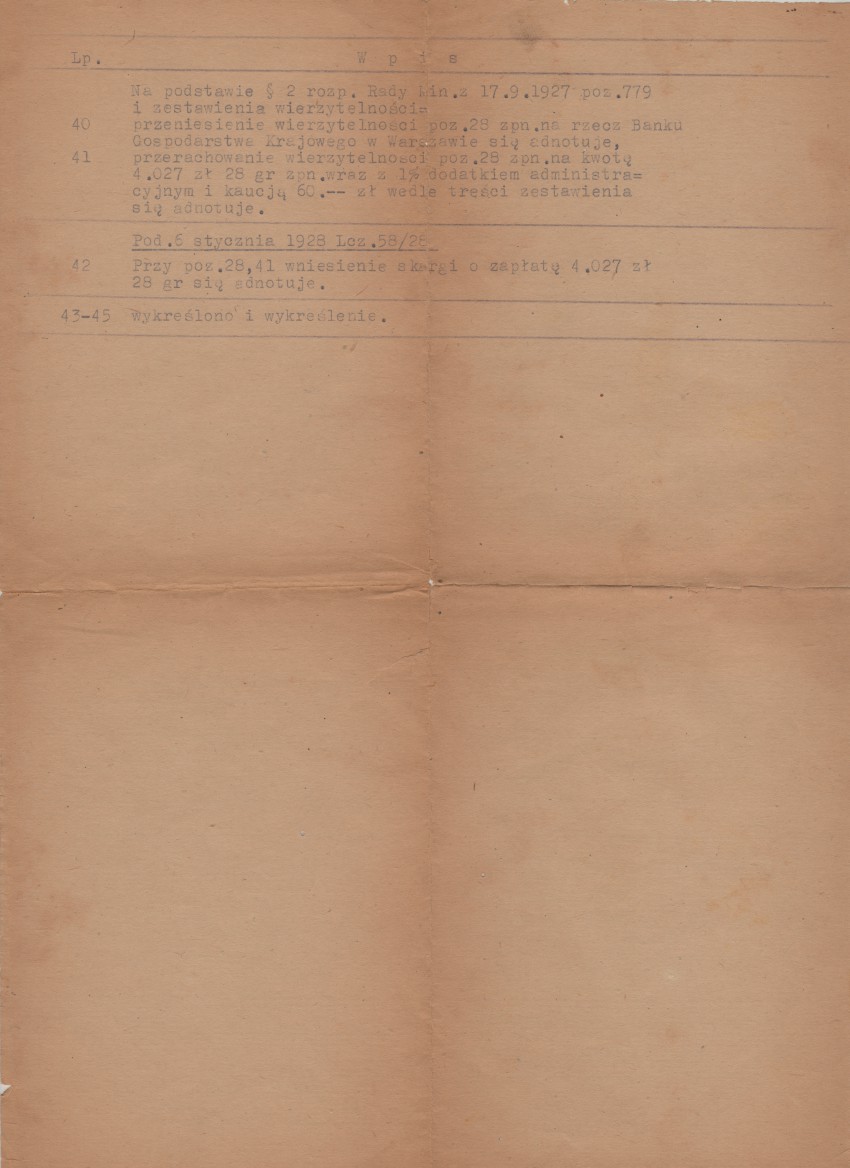 Lp. W p i s
Na podstawie § 2 rozp. Rady Min.z 17.9.1927 poz.779
i zestawienia wierzytelności=
40 przeniesienie wierzytelności poz.28 zpn.na rzecz Banku
Gospodarstwa Krajowego w Warszawie się adnotuje,
41 przerachowanie wierzytelności poz.28 zpn.na kwotę
4.027 zł 28 gr zpn.wraz z 1% dodatkiem administra=
cyjnym i kaucją 60.-- zł wedle treści zestawienia
się adnotuje.
Pod.6 stycznia 1928 Lcz.58/28
42 Przy poz.28,41 wniesienie skargi o zapłatę 4.027 zł
28 gr się adnotuje.
43-45 wykreślono i wykreślenie.